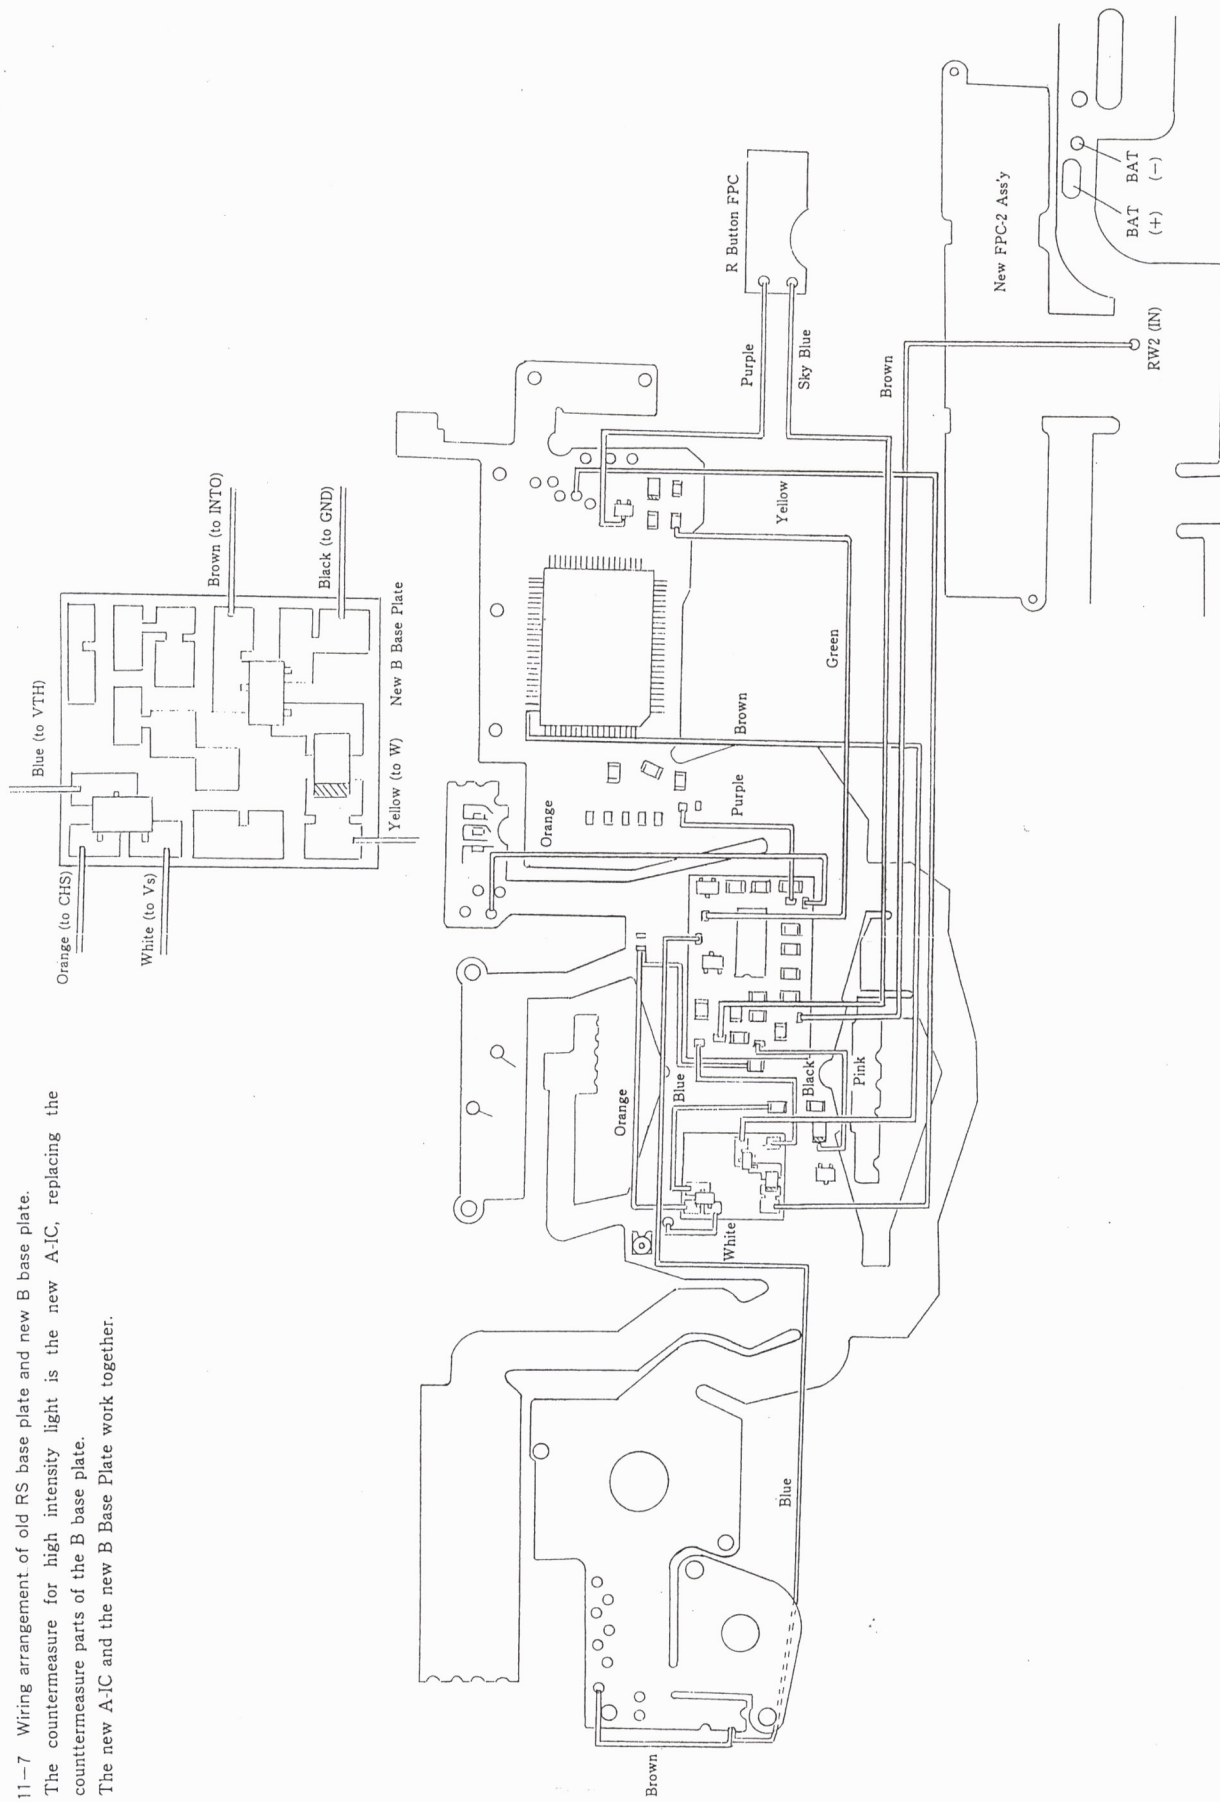 11-7 Wiring arrangement of old RS base plate and new B base plate.
The countermeasure for high intensity light is the new A-IC, replacing the
counttermeasure parts of the B base plate.
The new A-IC and the new B Base Plate work together.
Orange (to CHS)
Blue (to VTH)
White (to Vs)
Brown (to INTO)
Black (to GND)
Yellow (to W)
New B Base Plate
R Button FPC
Purple
Sky Blue
Brown
Yellow
Green
Brown
Purple
Orange
Orange
Blue
Black
Pink
White
Blue
Brown
New FPC-2 Ass'y
BAT
(+)
BAT
(-)
RW2 (IN)